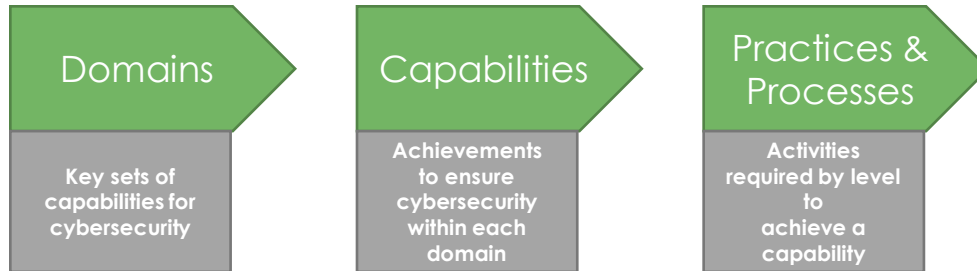 Domains
Key sets of
capabilities for
cybersecurity
Capabilities
Achievements
to ensure
cybersecurity
within each
domain
Practices &
Processes
Activities
required by level
to
achieve a
capability